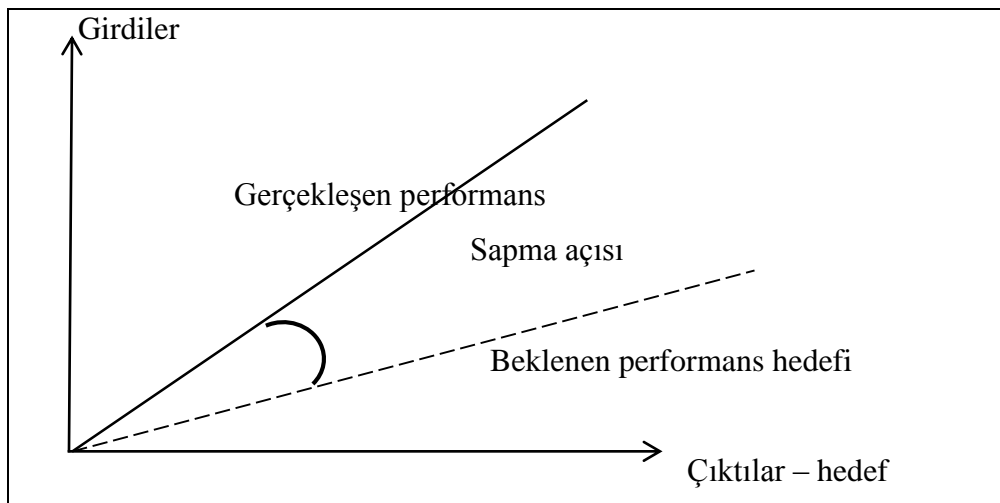 Girdiler
Gerçekleşen performans
Sapma açısı
Beklenen performans hedefi
Çıktılar – hedef